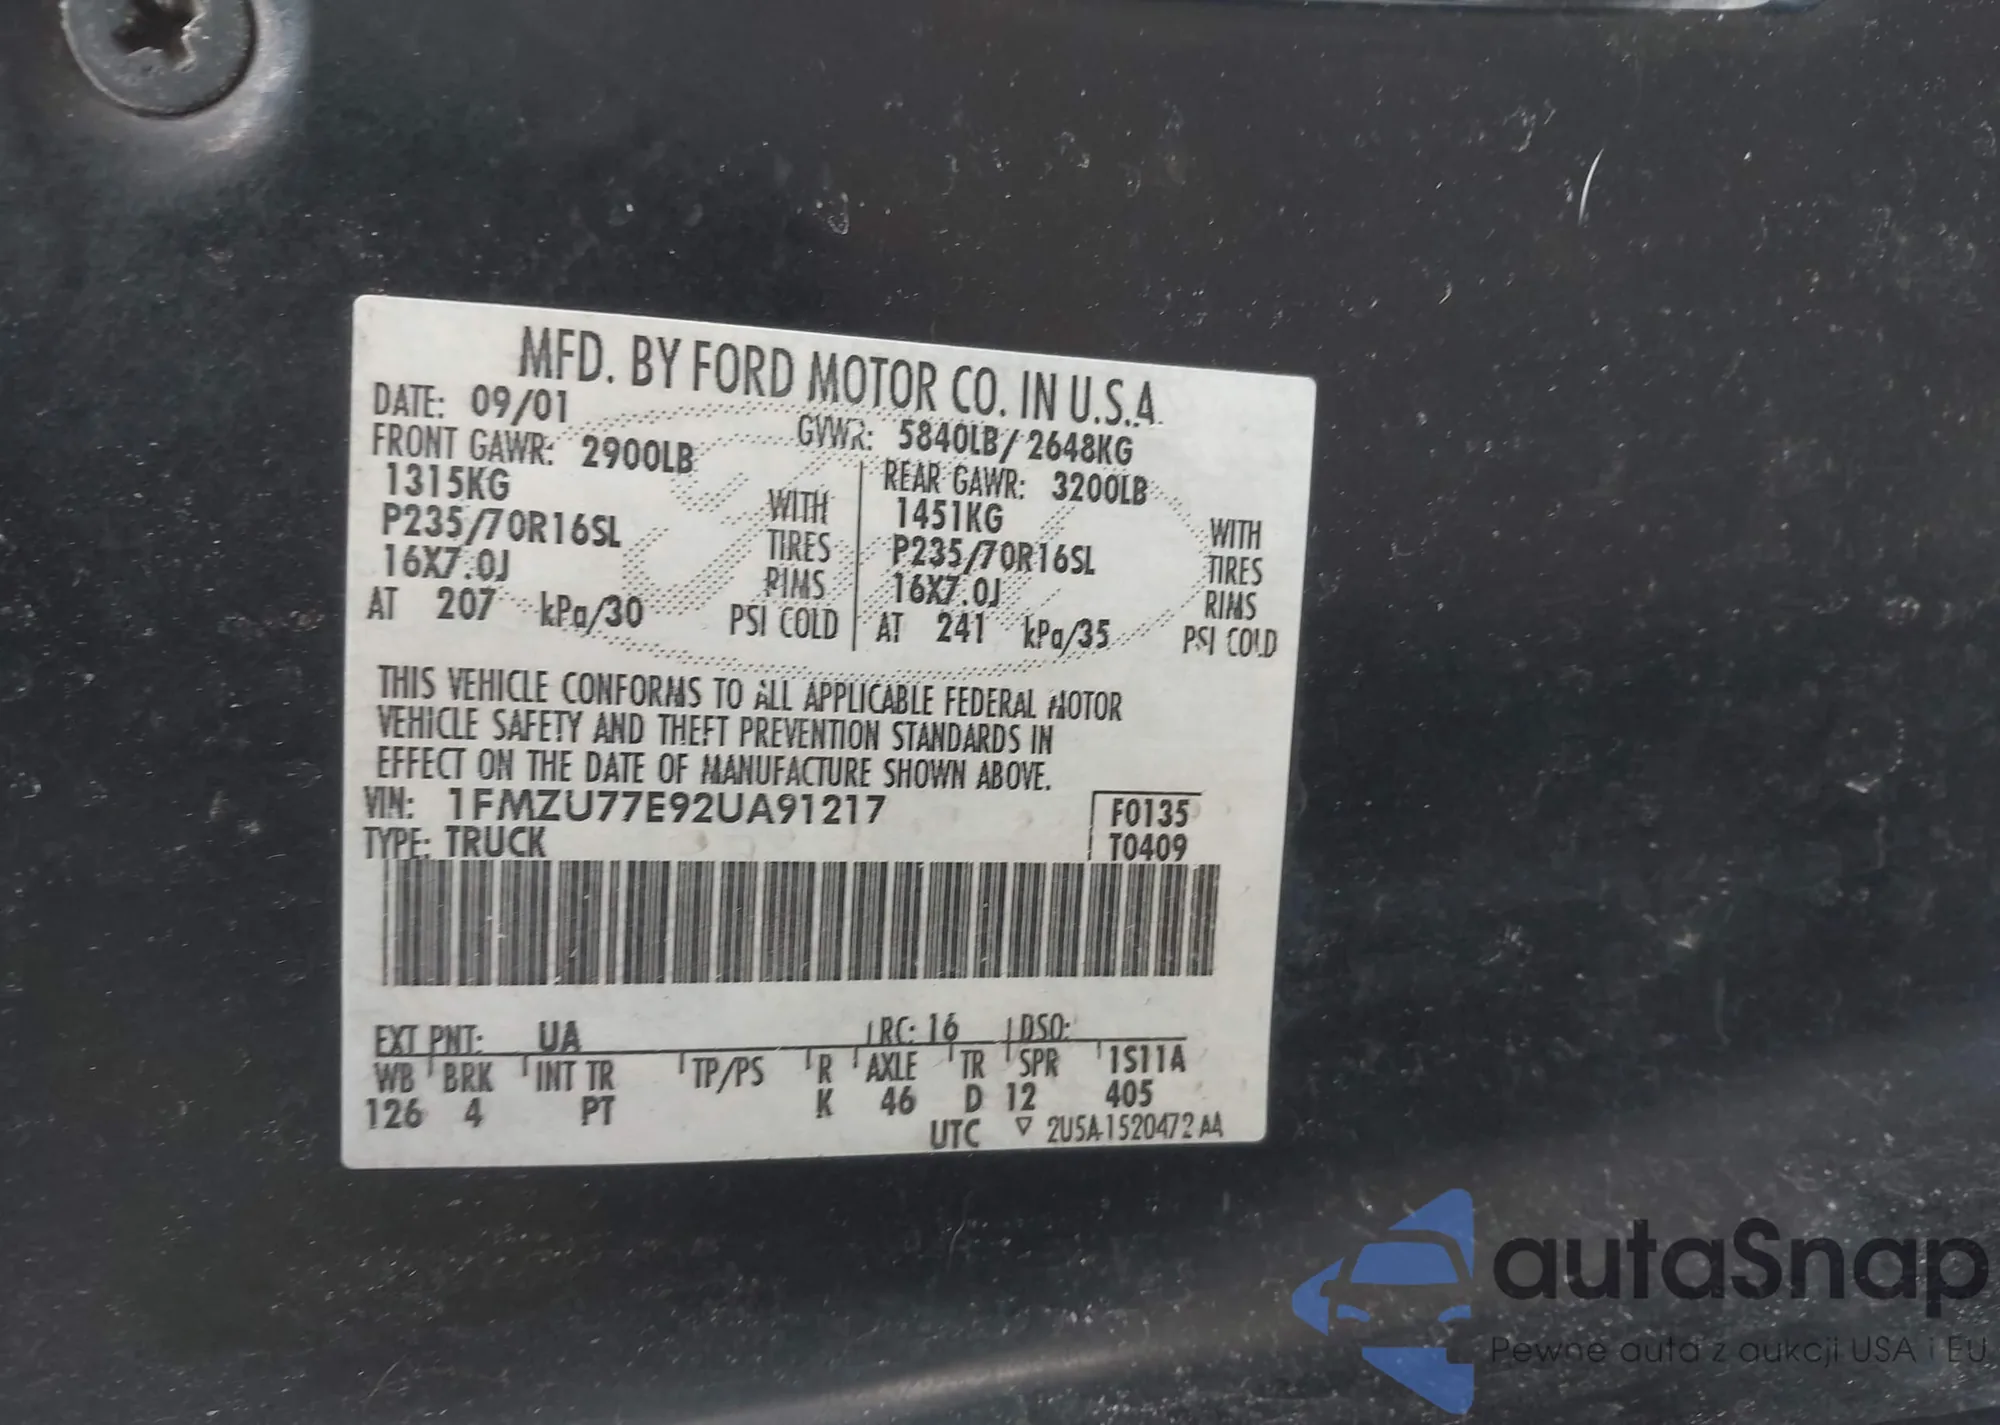 MFD. BY FORD MOTOR CO. IN U.S.A.
DATE: 09/01 GVWR: 5840LB/2648KG
FRONT GAWR: 2900LB REAR GAWR: 3200LB
1315KG WITH 1451KG WITH
P235/70R16SL TIRES P235/70R16SL TIRES
16X7.0J RIMS 16X7.0J RIMS
AT 207 kPa/30 PSI COLD AT 241 kPa/35 PSI COLD
THIS VEHICLE CONFORMS TO ALL APPLICABLE FEDERAL MOTOR
VEHICLE SAFETY AND THEFT PREVENTION STANDARDS IN
EFFECT ON THE DATE OF MANUFACTURE SHOWN ABOVE.
VIN: 1FMZU77E92UA91217 F0135
TYPE: TRUCK T0409
EXT PNT: UA RC: 16 DSO:
WB BRK INT TR TP/PS R AXLE TR SPR 1S11A
126 4 PT K 46 D 12 405
UTC ▽ 2U5A-1520472 AA
autaSnap
Pewne auta z aukcji USA i EU